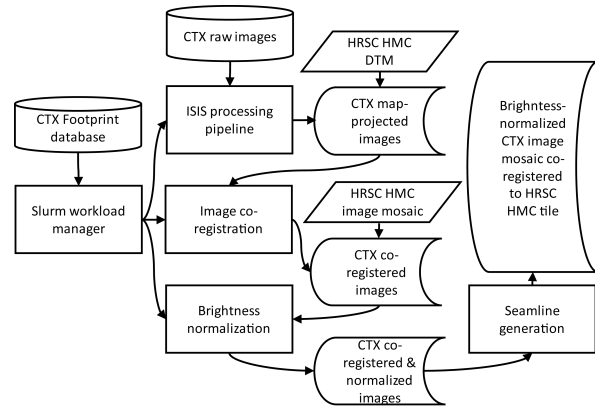 CTX raw images
HRSC HMC
DTM
CTX Footprint
database
ISIS processing
pipeline
CTX map-
projected
images
Brighntess-
normalized
CTX image
mosaic co-
registered
to HRSC
HMC tile
Slurm workload
manager
Image co-
registration
HRSC HMC
image mosaic
CTX co-
registered
images
Brightness
normalization
Seamline
generation
CTX co-
registered &
normalized
images